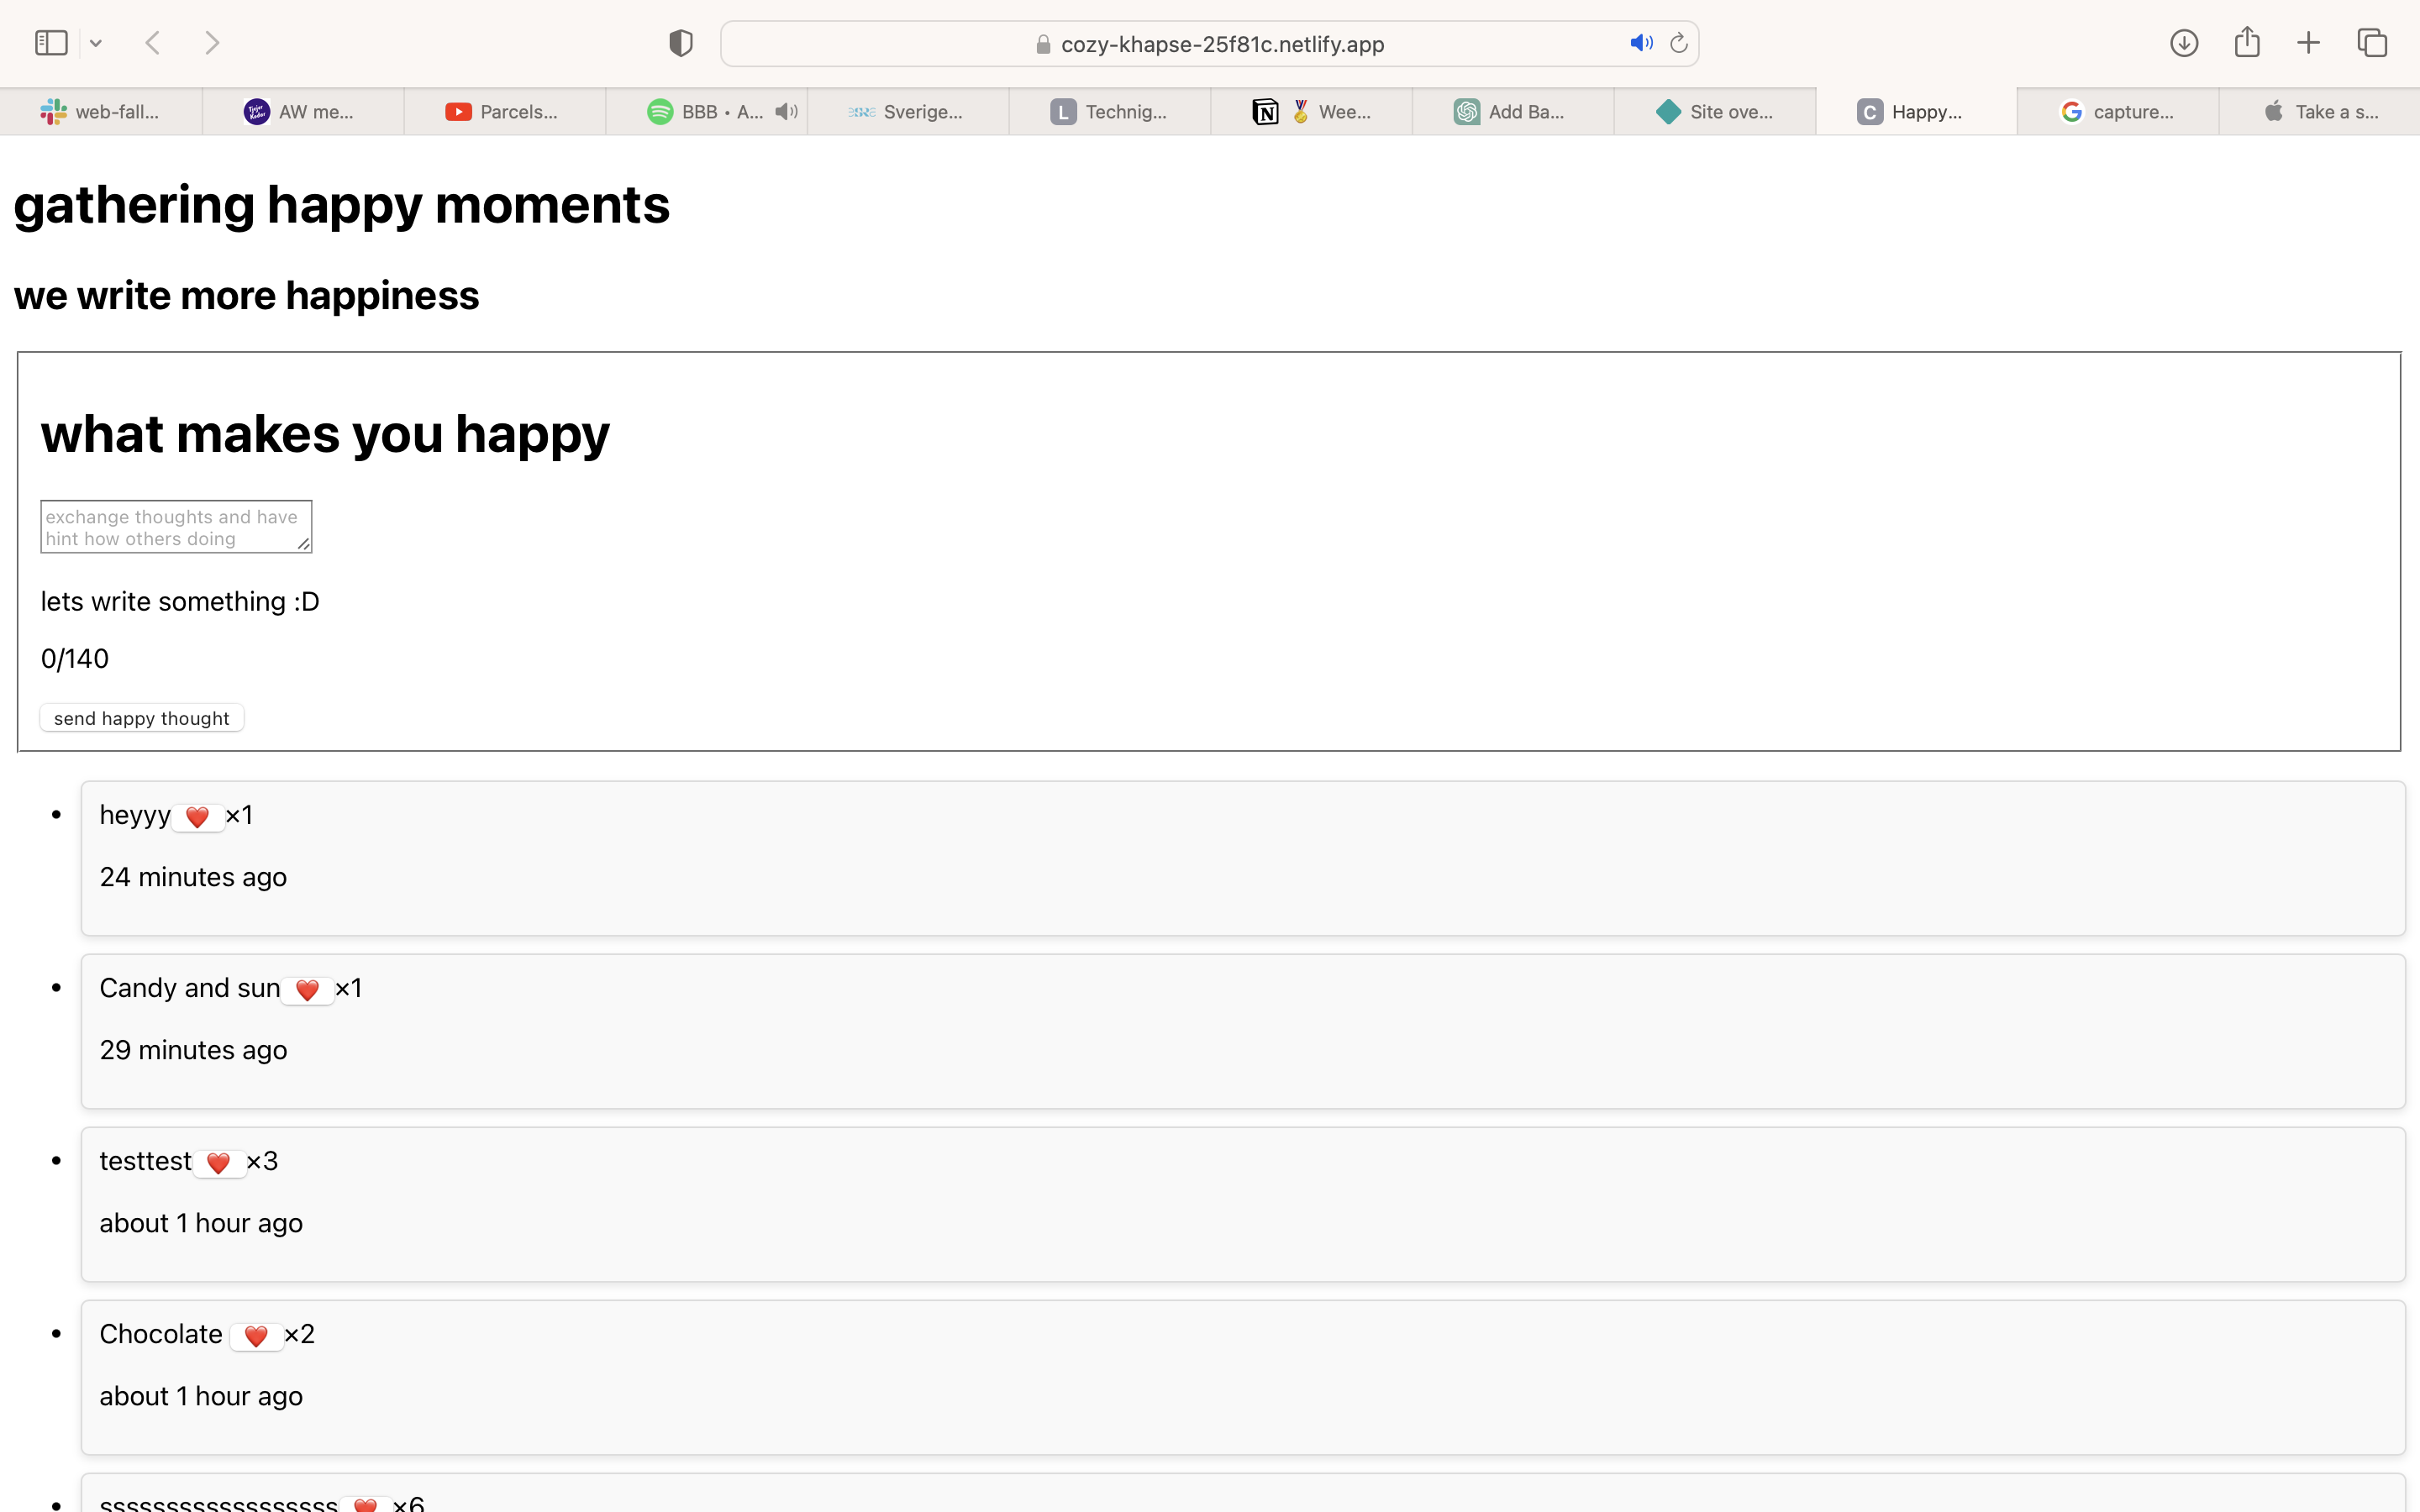 cozy-khapse-25f81c.netlify.app
web-fall...
AW me...
Parcels...
BBB • A...
Sverige...
L Technig...
Wee...
Add Ba...
Site ove...
C Happy...
capture...
Take a s...
gathering happy moments
we write more happiness
what makes you happy
exchange thoughts and have
hint how others doing
lets write something :D
0/140
send happy thought
• heyyy ❤️ ×1
24 minutes ago
• Candy and sun ❤️ ×1
29 minutes ago
• testtest ❤️ ×3
about 1 hour ago
• Chocolate ❤️ ×2
about 1 hour ago
• ssssssssssssssssss ❤️ ×6